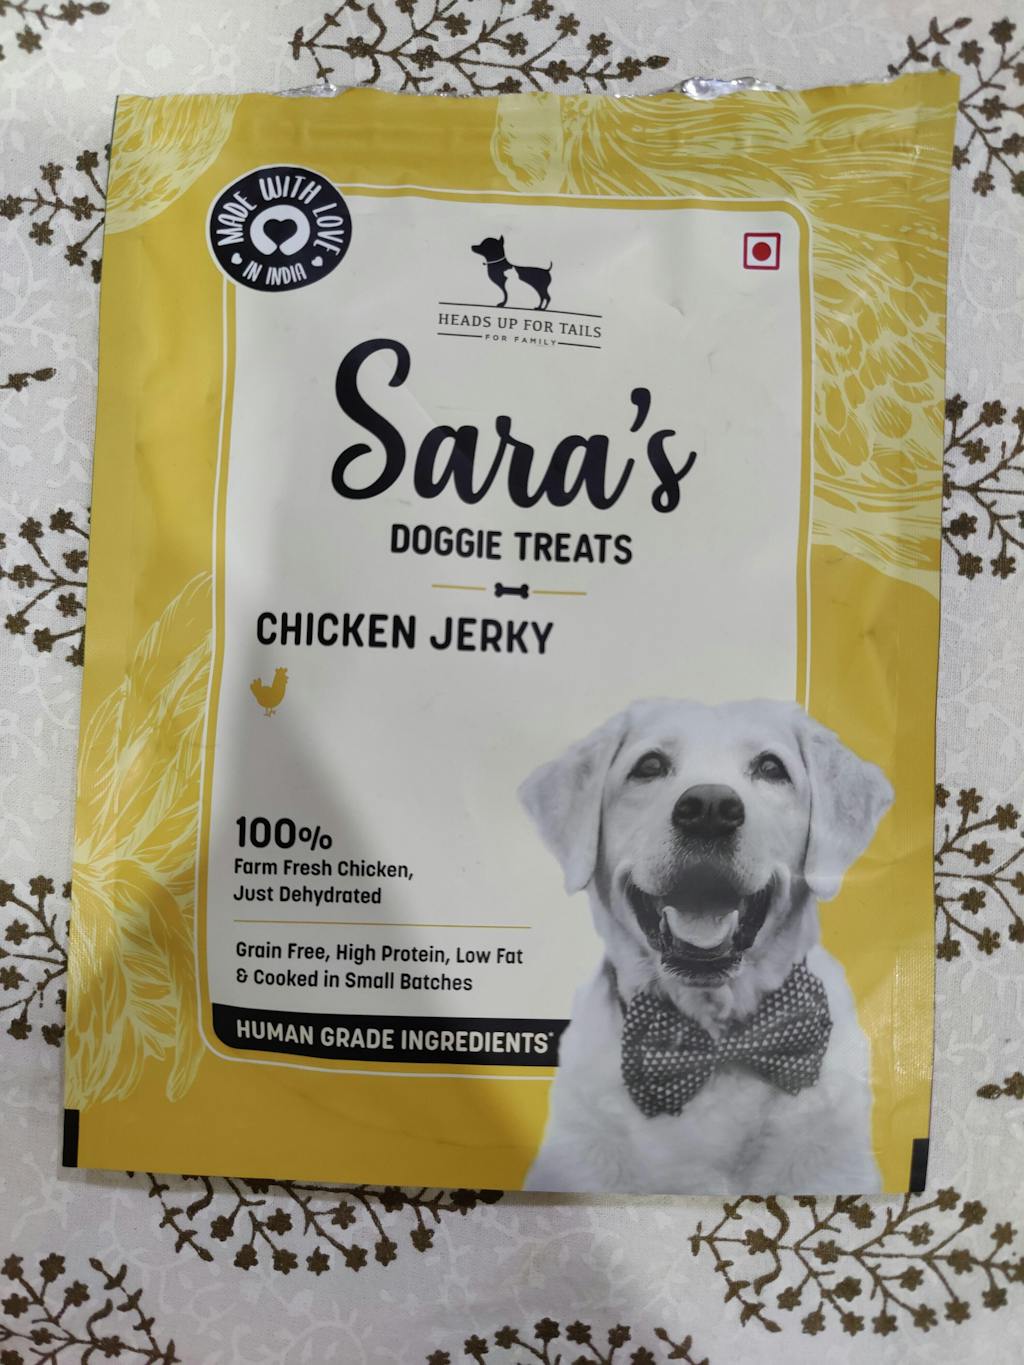 MADE WITH LOVE
IN INDIA
HEADS UP FOR TAILS
FOR FAMILY
Sara's
DOGGIE TREATS
CHICKEN JERKY
100%
Farm Fresh Chicken,
Just Dehydrated
Grain Free, High Protein, Low Fat
& Cooked in Small Batches
HUMAN GRADE INGREDIENTS*